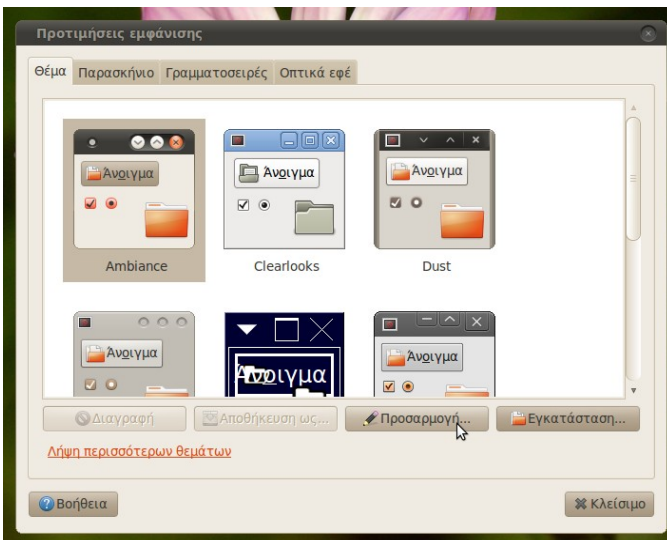 Προτιμήσεις εμφάνισης
Θέμα Παρασκήνιο Γραμματοσειρές Οπτικά εφέ
Άνοιγμα Άνοιγμα Άνοιγμα
Ambiance Clearlooks Dust
Άνοιγμα Άνοιγμα Άνοιγμα
Διαγραφή Αποθήκευση ως... Προσαρμογή... Εγκατάσταση...
Λήψη περισσότερων θεμάτων
Βοήθεια Κλείσιμο